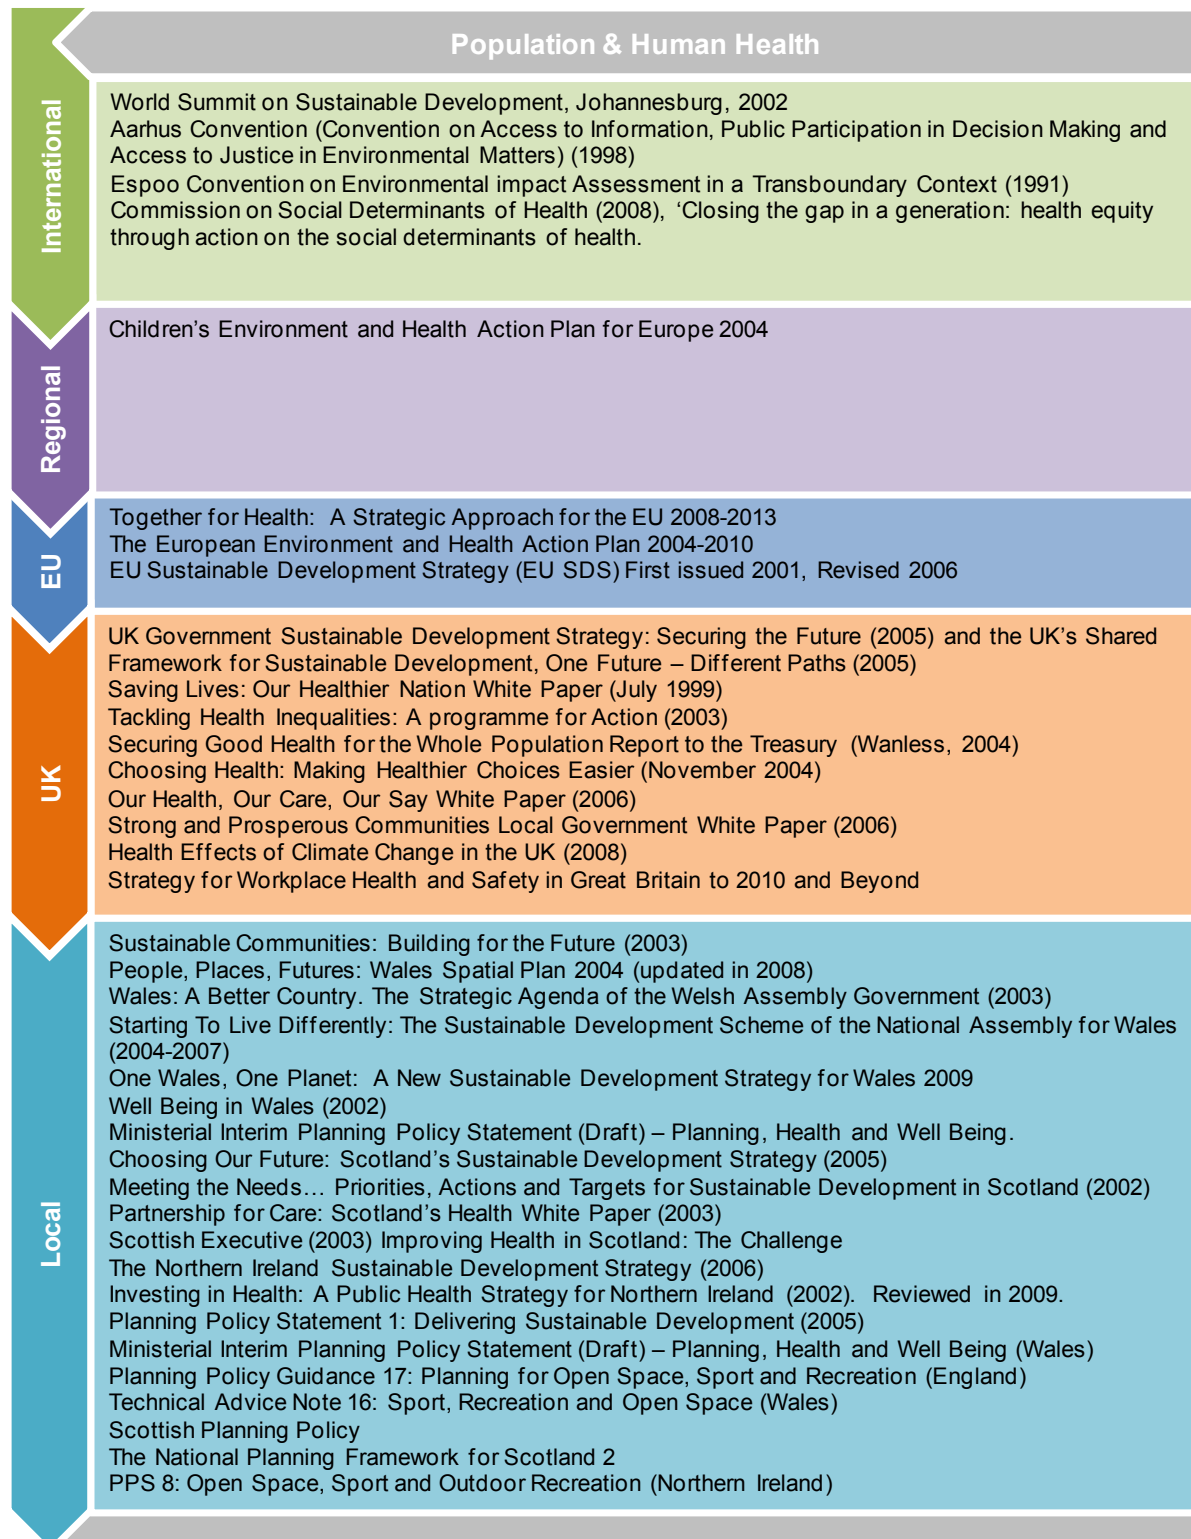 Population & Human Health
International
World Summit on Sustainable Development, Johannesburg, 2002
Aarhus Convention (Convention on Access to Information, Public Participation in Decision Making and
Access to Justice in Environmental Matters) (1998)
Espoo Convention on Environmental impact Assessment in a Transboundary Context (1991)
Commission on Social Determinants of Health (2008), ‘Closing the gap in a generation: health equity
through action on the social determinants of health.
Regional
Children’s Environment and Health Action Plan for Europe 2004
EU
Together for Health: A Strategic Approach for the EU 2008-2013
The European Environment and Health Action Plan 2004-2010
EU Sustainable Development Strategy (EU SDS) First issued 2001, Revised 2006
UK
UK Government Sustainable Development Strategy: Securing the Future (2005) and the UK’s Shared
Framework for Sustainable Development, One Future – Different Paths (2005)
Saving Lives: Our Healthier Nation White Paper (July 1999)
Tackling Health Inequalities: A programme for Action (2003)
Securing Good Health for the Whole Population Report to the Treasury (Wanless, 2004)
Choosing Health: Making Healthier Choices Easier (November 2004)
Our Health, Our Care, Our Say White Paper (2006)
Strong and Prosperous Communities Local Government White Paper (2006)
Health Effects of Climate Change in the UK (2008)
Strategy for Workplace Health and Safety in Great Britain to 2010 and Beyond
Local
Sustainable Communities: Building for the Future (2003)
People, Places, Futures: Wales Spatial Plan 2004 (updated in 2008)
Wales: A Better Country. The Strategic Agenda of the Welsh Assembly Government (2003)
Starting To Live Differently: The Sustainable Development Scheme of the National Assembly for Wales
(2004-2007)
One Wales, One Planet: A New Sustainable Development Strategy for Wales 2009
Well Being in Wales (2002)
Ministerial Interim Planning Policy Statement (Draft) – Planning, Health and Well Being.
Choosing Our Future: Scotland’s Sustainable Development Strategy (2005)
Meeting the Needs… Priorities, Actions and Targets for Sustainable Development in Scotland (2002)
Partnership for Care: Scotland’s Health White Paper (2003)
Scottish Executive (2003) Improving Health in Scotland: The Challenge
The Northern Ireland Sustainable Development Strategy (2006)
Investing in Health: A Public Health Strategy for Northern Ireland (2002). Reviewed in 2009.
Planning Policy Statement 1: Delivering Sustainable Development (2005)
Ministerial Interim Planning Policy Statement (Draft) – Planning, Health and Well Being (Wales)
Planning Policy Guidance 17: Planning for Open Space, Sport and Recreation (England)
Technical Advice Note 16: Sport, Recreation and Open Space (Wales)
Scottish Planning Policy
The National Planning Framework for Scotland 2
PPS 8: Open Space, Sport and Outdoor Recreation (Northern Ireland)